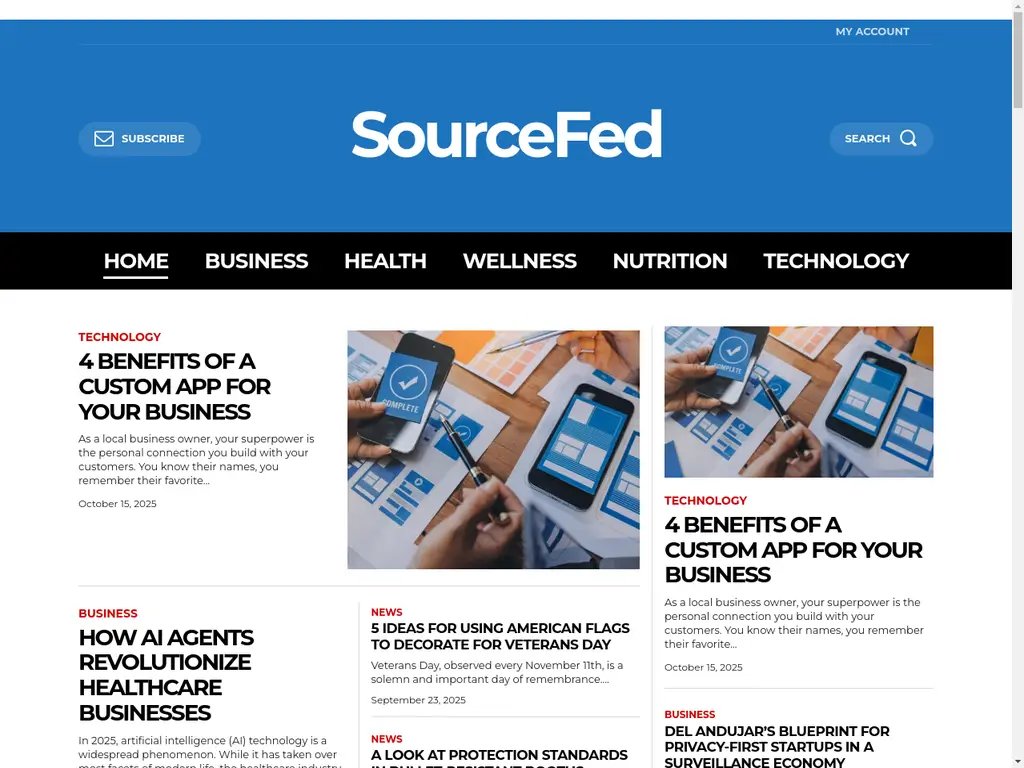 MY ACCOUNT
SUBSCRIBE
SourceFed
SEARCH
HOME
BUSINESS
HEALTH
WELLNESS
NUTRITION
TECHNOLOGY
TECHNOLOGY
4 BENEFITS OF A
CUSTOM APP FOR
YOUR BUSINESS
As a local business owner, your superpower is
the personal connection you build with your
customers. You know their names, you
remember their favorite...
October 15, 2025
COMPLETE
BUSINESS
HOW AI AGENTS
REVOLUTIONIZE
HEALTHCARE
BUSINESSES
In 2025, artificial intelligence (AI) technology is a
widespread phenomenon. While it has taken over
most facets of modern life, the healthcare industry
NEWS
5 IDEAS FOR USING AMERICAN FLAGS
TO DECORATE FOR VETERANS DAY
Veterans Day, observed every November 11th, is a
solemn and important day of remembrance....
September 23, 2025
NEWS
A LOOK AT PROTECTION STANDARDS
IN BULLET RESISTANT BOOTHS
COMPLETE
TECHNOLOGY
4 BENEFITS OF A
CUSTOM APP FOR YOUR
BUSINESS
As a local business owner, your superpower is the
personal connection you build with your
customers. You know their names, you remember
their favorite...
October 15, 2025
BUSINESS
DEL ANDUJAR'S BLUEPRINT FOR
PRIVACY-FIRST STARTUPS IN A
SURVEILLANCE ECONOMY